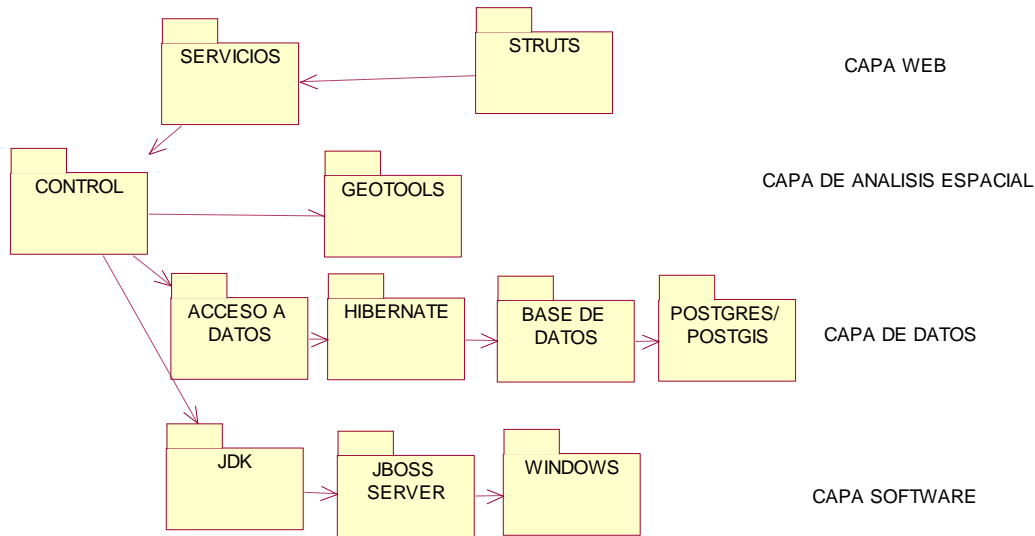 SERVICIOS
STRUTS
CAPA WEB
CONTROL
GEOTOOLS
CAPA DE ANALISIS ESPACIAL
ACCESO A
DATOS
HIBERNATE
BASE DE
DATOS
POSTGRES/
POSTGIS
CAPA DE DATOS
JDK
JBOSS
SERVER
WINDOWS
CAPA SOFTWARE